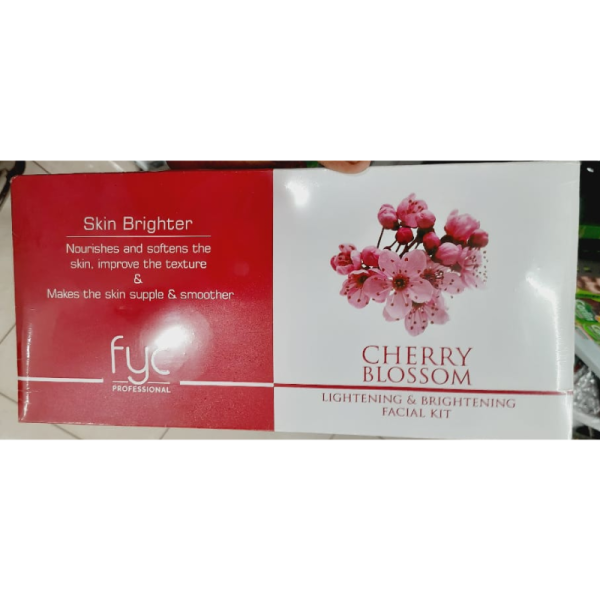 Skin Brighter
Nourishes and softens the
skin, improve the texture
&
Makes the skin supple & smoother
fyc
PROFESSIONAL
CHERRY
BLOSSOM
LIGHTENING & BRIGHTENING
FACIAL KIT